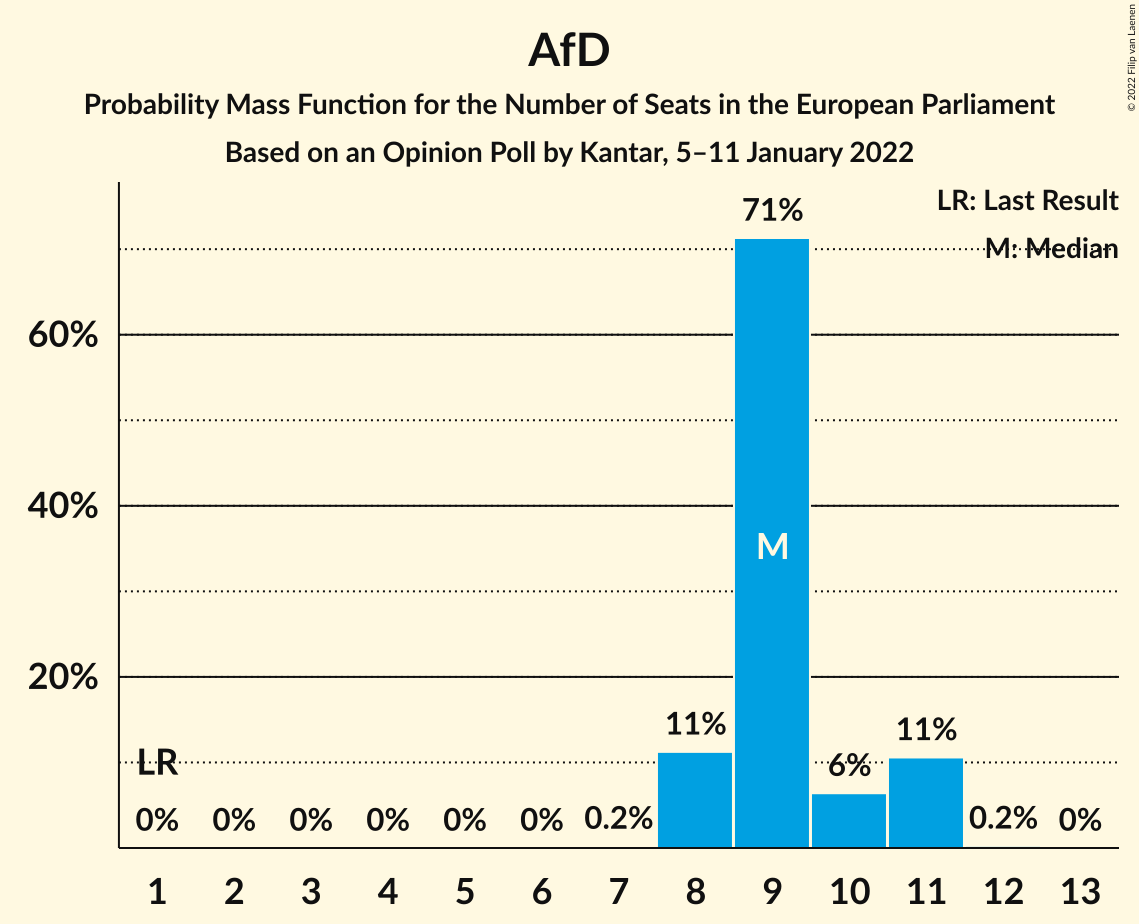 AfD
Probability Mass Function for the Number of Seats in the European Parliament
Based on an Opinion Poll by Kantar, 5–11 January 2022
© 2022 Filip van Laenen
LR: Last Result
M: Median
60%
40%
20%
LR
0% 0% 0% 0% 0% 0% 0.2% 11% 71% 6% 11% 0.2% 0%
M
1 2 3 4 5 6 7 8 9 10 11 12 13